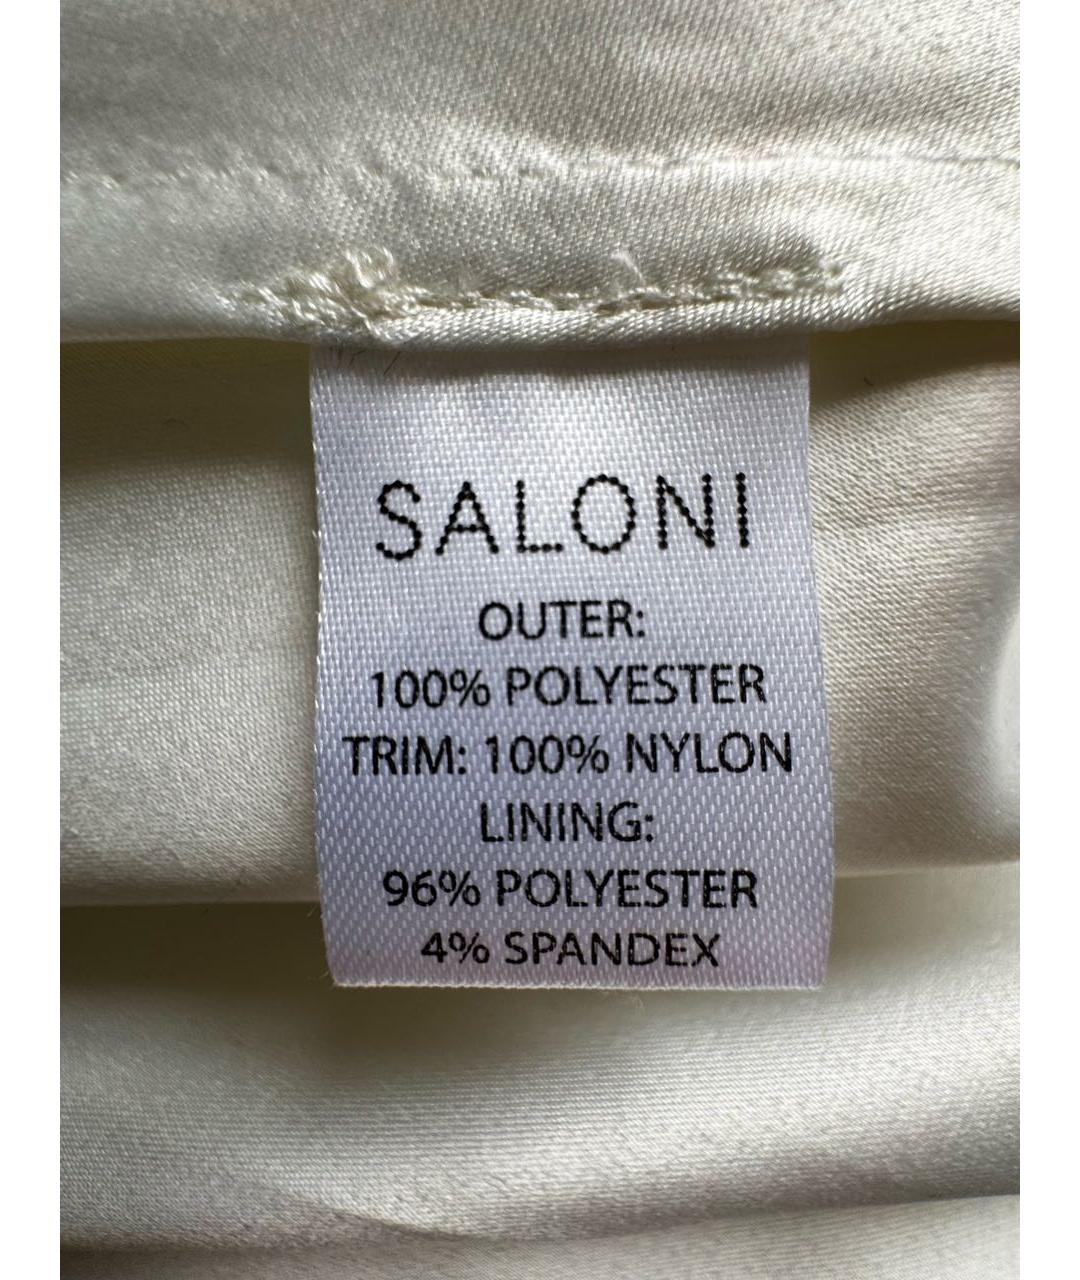 SALONI
OUTER:
100% POLYESTER
TRIM: 100% NYLON
LINING:
96% POLYESTER
4% SPANDEX